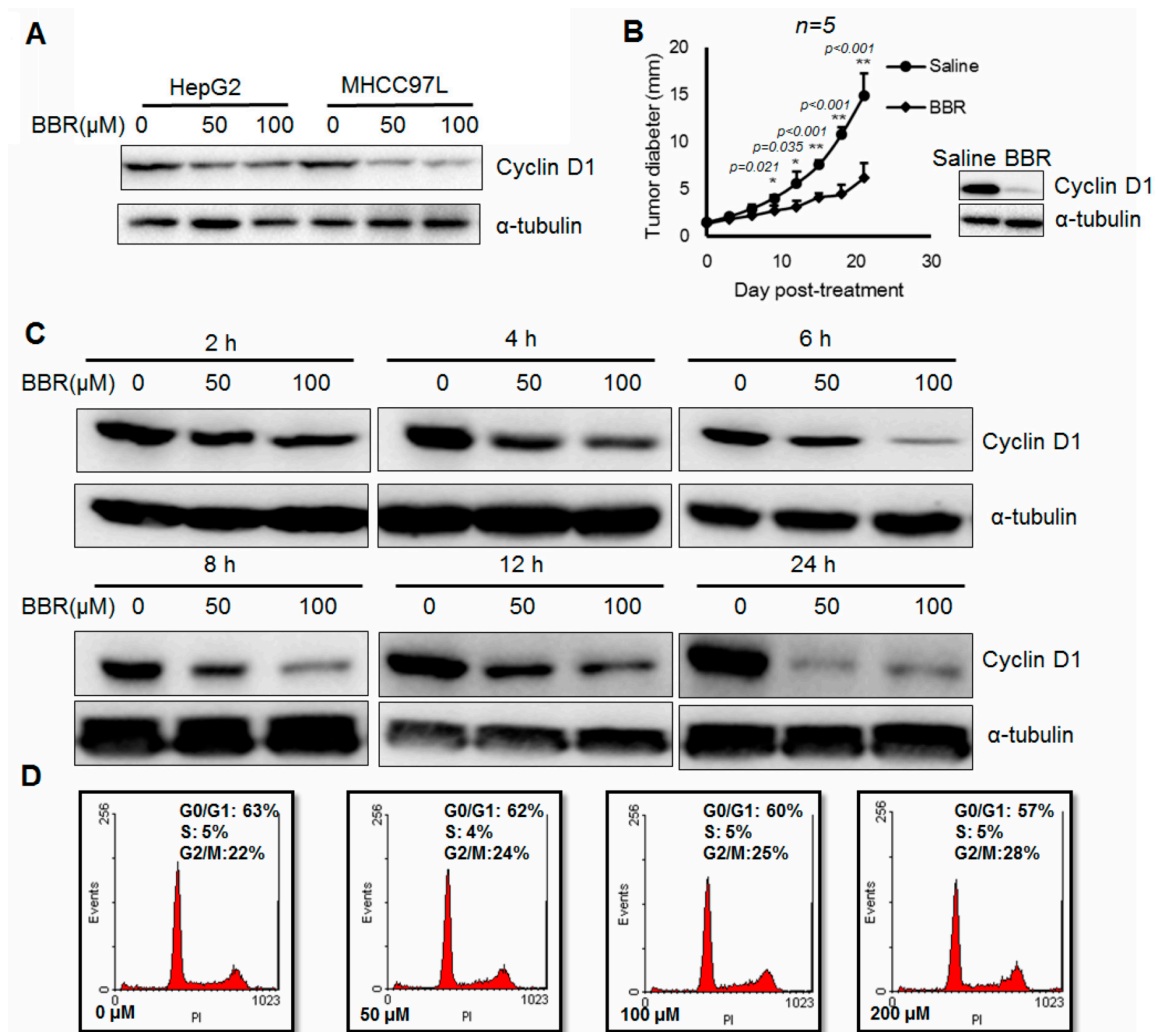 A
HepG2 MHCC97L
BBR(μM) 0 50 100 0 50 100
Cyclin D1
α-tubulin
B
n=5
Tumor diabeter (mm)
20
15
10
5
0
0 10 20 30
Day post-treatment
p=0.021
*
p=0.035
*
p<0.001
**
p<0.001
**
p<0.001
**
Saline
BBR
Saline BBR
Cyclin D1
α-tubulin
C
2 h 4 h 6 h
BBR(μM) 0 50 100 0 50 100 0 50 100
Cyclin D1
α-tubulin
8 h 12 h 24 h
BBR(μM) 0 50 100 0 50 100 0 50 100
Cyclin D1
α-tubulin
D
G0/G1: 63%
S: 5%
G2/M:22%
256
Events
0
0 1023
PI
0 μM
G0/G1: 62%
S: 4%
G2/M:24%
256
Events
0
0 1023
PI
50 μM
G0/G1: 60%
S: 5%
G2/M:25%
256
Events
0
0 1023
PI
100 μM
G0/G1: 57%
S: 5%
G2/M:28%
256
Events
0
0 1023
PI
200 μM